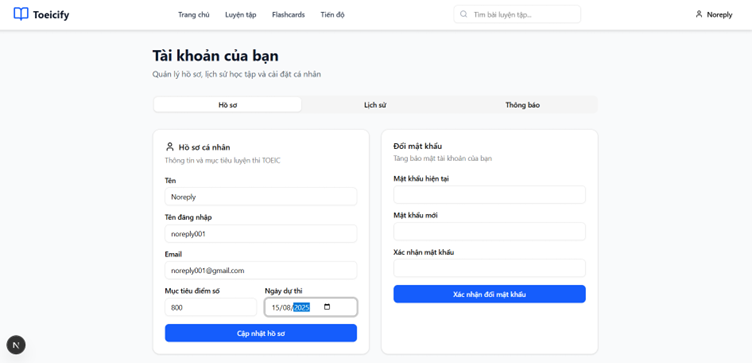 Toeicify
Trang chủ
Luyện tập
Flashcards
Tiến độ
Tìm bài luyện tập...
Noreply
Tài khoản của bạn
Quản lý hồ sơ, lịch sử học tập và cài đặt cá nhân
Hồ sơ
Lịch sử
Thông báo
Hồ sơ cá nhân
Thông tin và mục tiêu luyện thi TOEIC
Tên
Noreply
Tên đăng nhập
noreply001
Email
noreply001@gmail.com
Mục tiêu điểm số
Ngày dự thi
800
15/08/2025
Cập nhật hồ sơ
Đổi mật khẩu
Tăng bảo mật tài khoản của bạn
Mật khẩu hiện tại
Mật khẩu mới
Xác nhận mật khẩu
Xác nhận đổi mật khẩu
N